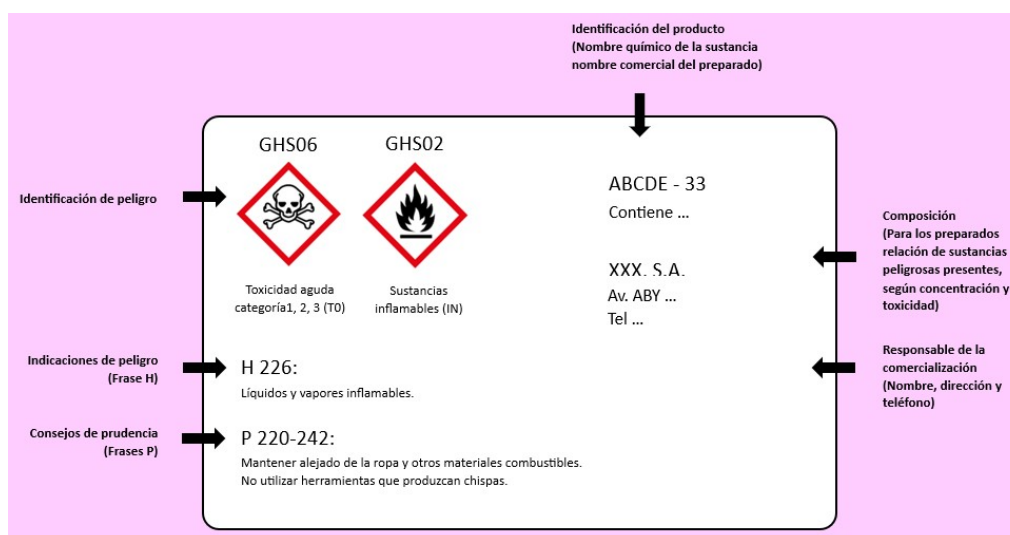 Identificación del producto
(Nombre químico de la sustancia
nombre comercial del preparado)
GHS06
GHS02
ABCDE - 33
Contiene ...
Identificación de peligro
Composición
(Para los preparados
relación de sustancias
peligrosas presentes,
según concentración y
toxicidad)
XXX. S.A.
Av. ABY ...
Tel ...
Toxicidad aguda
categoría1, 2, 3 (T0)
Sustancias
inflamables (IN)
Indicaciones de peligro
(Frase H)
H 226:
Líquidos y vapores inflamables.
Responsable de la
comercialización
(Nombre, dirección y
teléfono)
Consejos de prudencia
(Frases P)
P 220-242:
Mantener alejado de la ropa y otros materiales combustibles.
No utilizar herramientas que produzcan chispas.